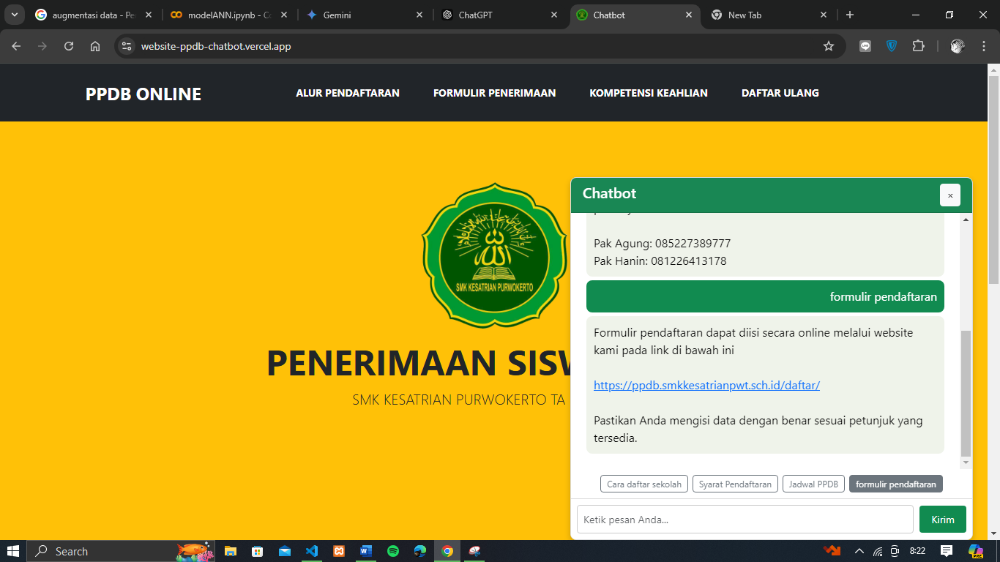 augmentasi data - Pe
modelANN.ipynb - Co
Gemini
ChatGPT
Chatbot
New Tab
website-ppdb-chatbot.vercel.app
PPDB ONLINE
ALUR PENDAFTARAN
FORMULIR PENERIMAAN
KOMPETENSI KEAHLIAN
DAFTAR ULANG
SMK KESATRIAN PURWOKERTO
PENERIMAAN SISW
SMK KESATRIAN PURWOKERTO TA
Chatbot
×
Pak Agung: 085227389777
Pak Hanin: 081226413178
formulir pendaftaran
Formulir pendaftaran dapat diisi secara online melalui website
kami pada link di bawah ini
https://ppdb.smkkesatrianpwt.sch.id/daftar/
Pastikan Anda mengisi data dengan benar sesuai petunjuk yang
tersedia.
Cara daftar sekolah
Syarat Pendaftaran
Jadwal PPDB
formulir pendaftaran
Ketik pesan Anda...
Kirim
Search
8:22